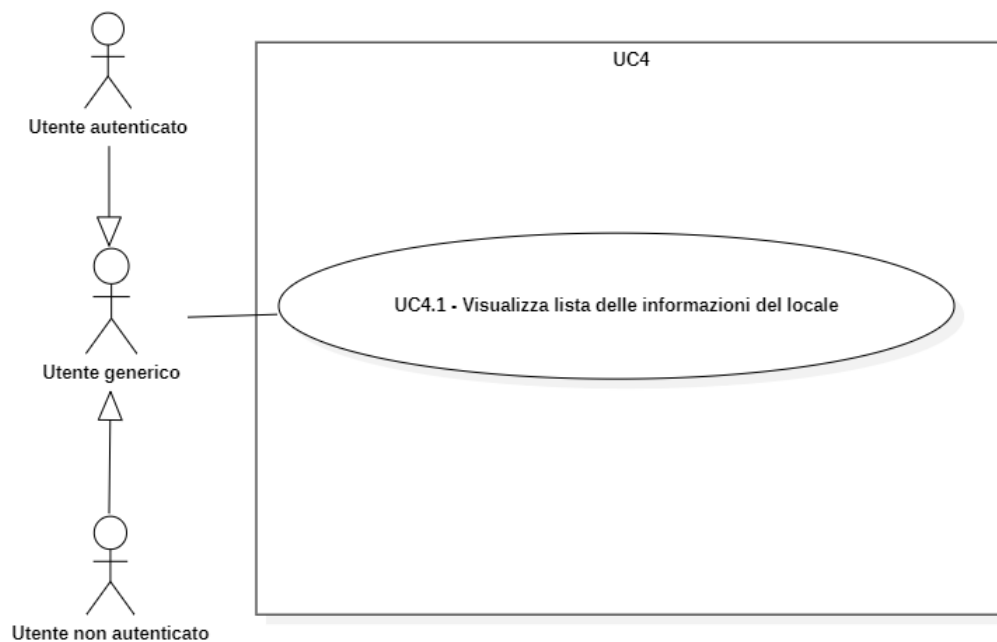 UC4
Utente autenticato
UC4.1 - Visualizza lista delle informazioni del locale
Utente generico
Utente non autenticato